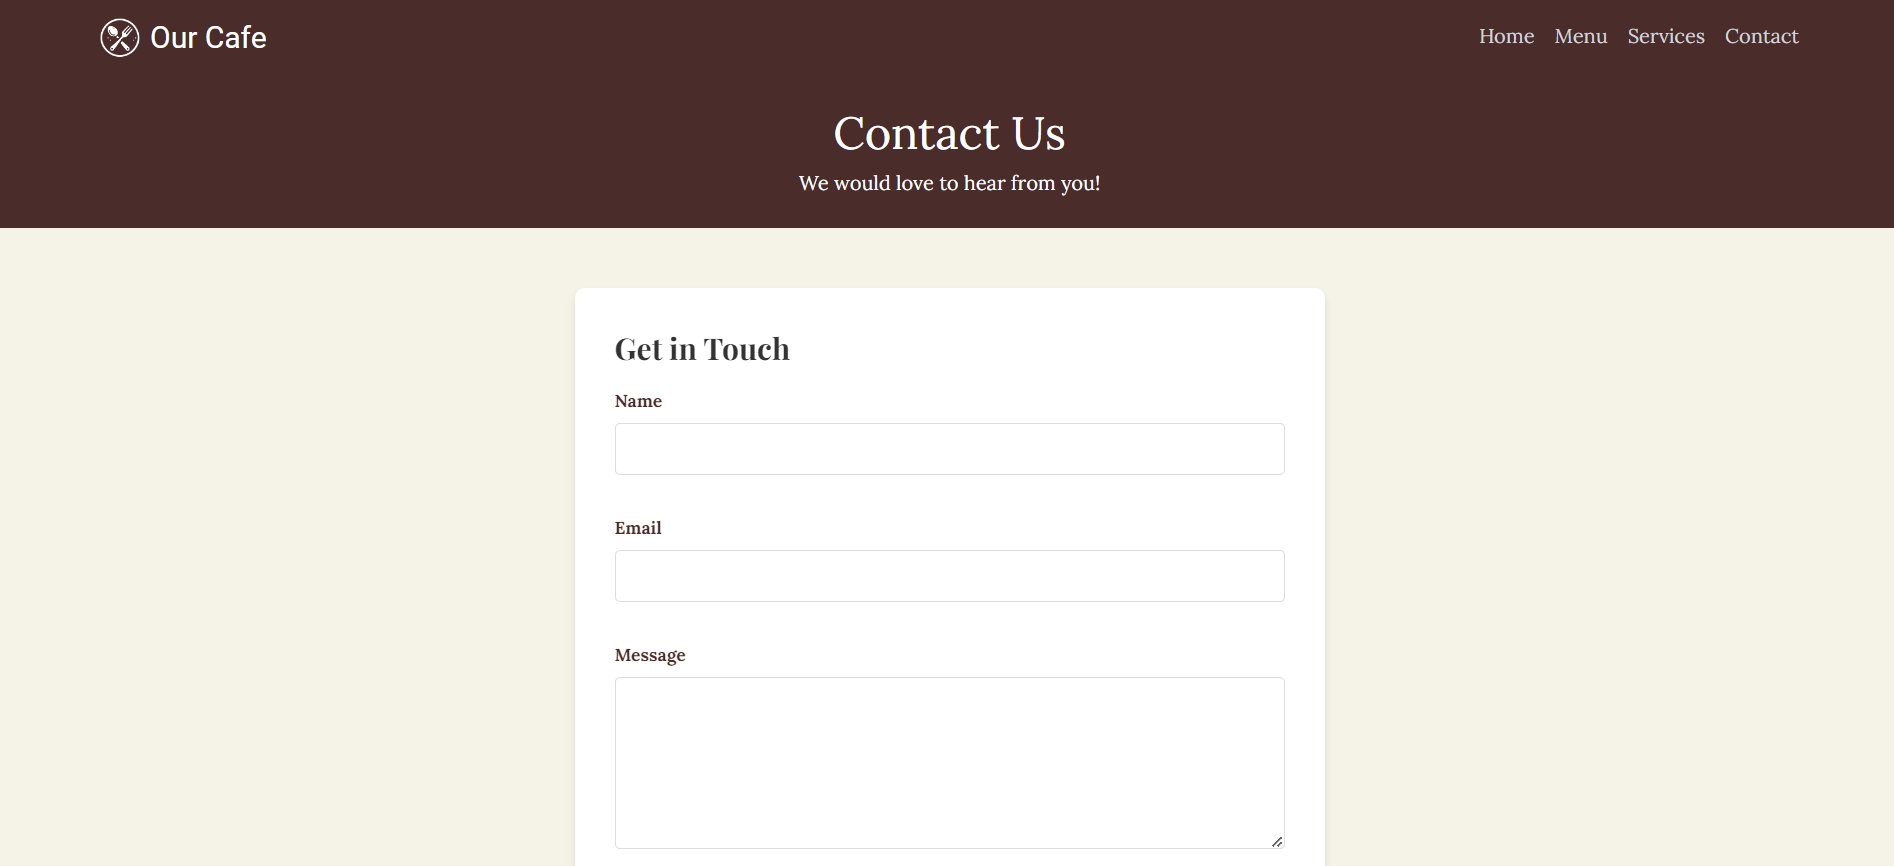 Our Cafe
Home Menu Services Contact
Contact Us
We would love to hear from you!
Get in Touch
Name
Email
Message